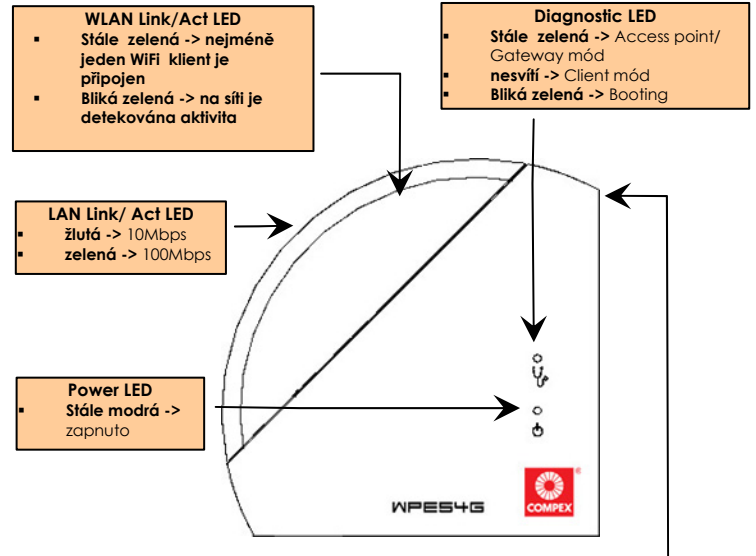 WLAN Link/Act LED
▪ Stále zelená -> nejméně
jeden WiFi klient je
připojen
▪ Bliká zelená -> na síti je
detekována aktivita
Diagnostic LED
▪ Stále zelená -> Access point/
Gateway mód
▪ nesvítí -> Client mód
▪ Bliká zelená -> Booting
LAN Link/ Act LED
▪ žlutá -> 10Mbps
▪ zelená -> 100Mbps
Power LED
▪ Stále modrá ->
zapnuto
WPE54G
COMPEX®